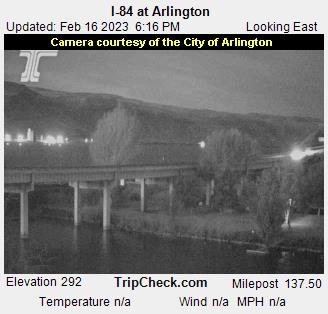 I-84 at Arlington
Updated: Feb 16 2023 6:16 PM Looking East
Camera courtesy of the City of Arlington
Elevation 292 TripCheck.com Milepost 137.50
Temperature n/a Wind n/a MPH n/a